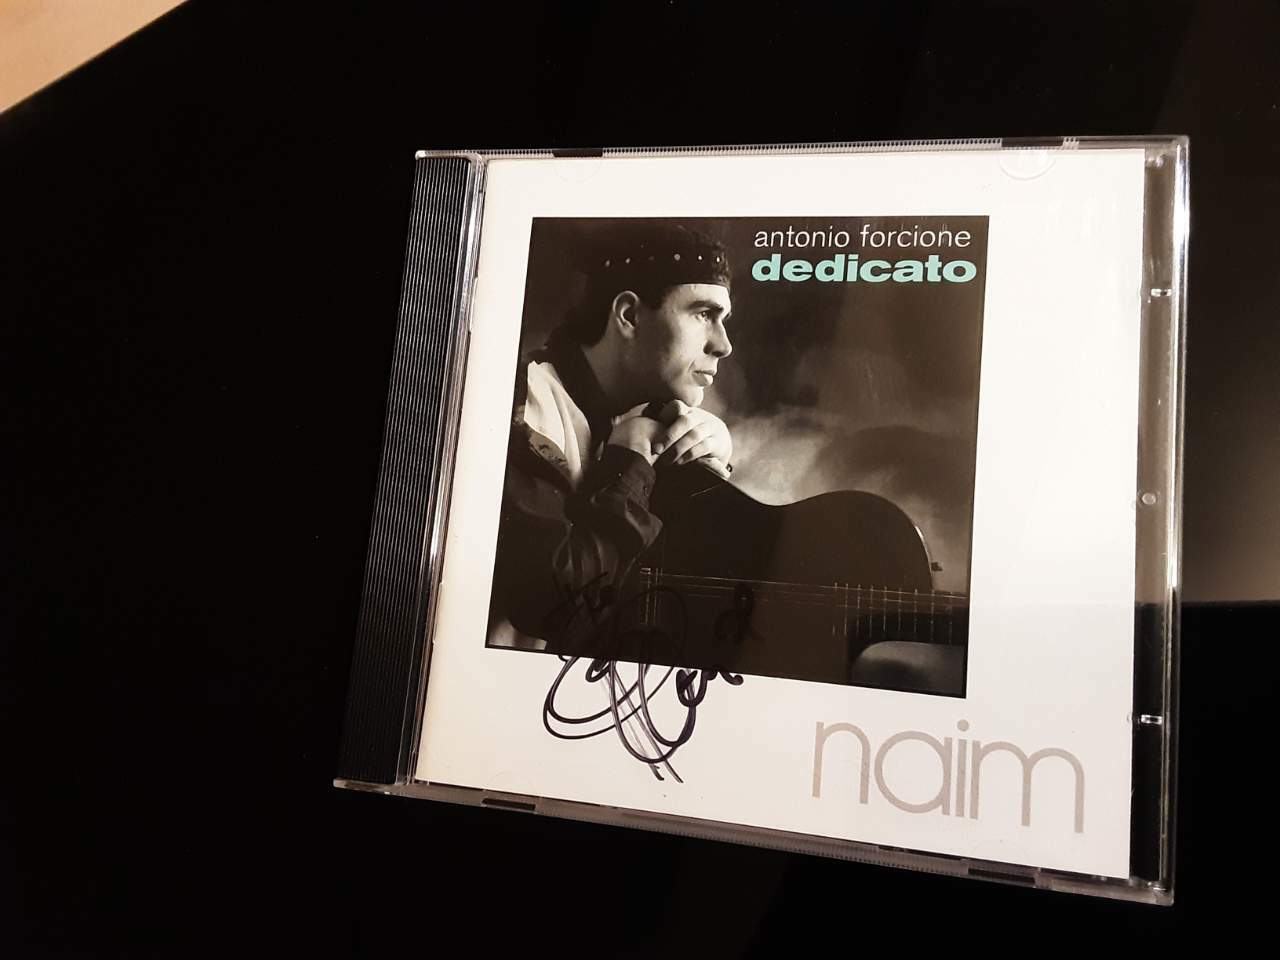 antonio forcione
dedicato
naim